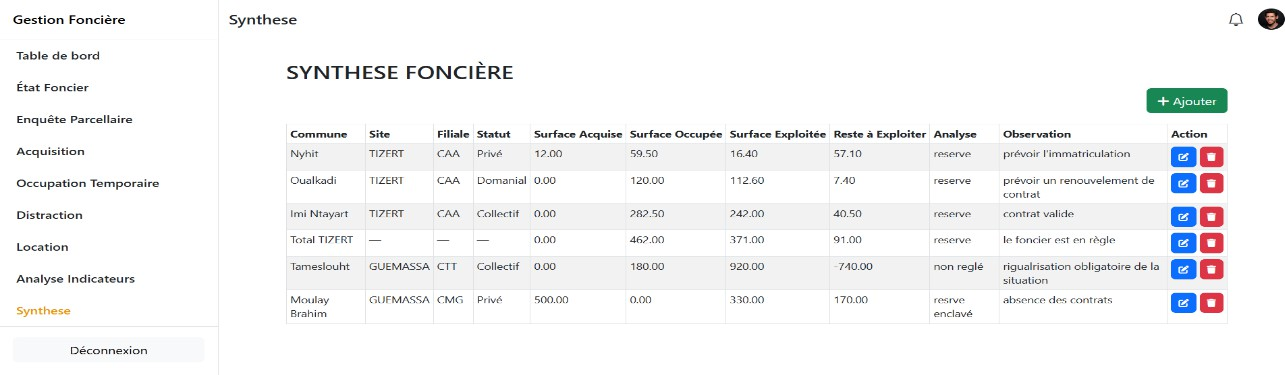 Gestion Foncière
Synthese
Table de bord
État Foncier
Enquête Parcellaire
Acquisition
Occupation Temporaire
Distraction
Location
Analyse Indicateurs
Synthese
Déconnexion
SYNTHESE FONCIÈRE
+ Ajouter
Commune Site Filiale Statut Surface Acquise Surface Occupée Surface Exploitée Reste à Exploiter Analyse Observation Action
Nyhit TIZERT CAA Privé 12.00 59.50 16.40 57.10 reserve prévoir l'immatriculation
Oualkadi TIZERT CAA Domanial 0.00 120.00 112.60 7.40 reserve prévoir un renouvelement de
contrat
Imi Ntayart TIZERT CAA Collectif 0.00 282.50 242.00 40.50 reserve contrat valide
Total TIZERT — — — 0.00 462.00 371.00 91.00 reserve le foncier est en règle
Tameslouht GUEMASSA CTT Collectif 0.00 180.00 920.00 -740.00 non reglé rigualrisation obligatoire de la
situation
Moulay GUEMASSA CMG Privé 500.00 0.00 330.00 170.00 resrve absence des contrats
Brahim enclavé